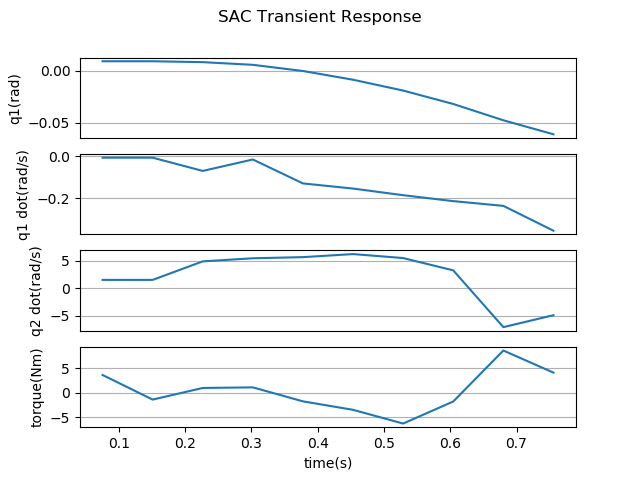 SAC Transient Response
q1(rad)
0.00
−0.05
q1 dot(rad/s)
0.0
−0.2
q2 dot(rad/s)
5
0
−5
torque(Nm)
5
0
−5
0.1 0.2 0.3 0.4 0.5 0.6 0.7
time(s)